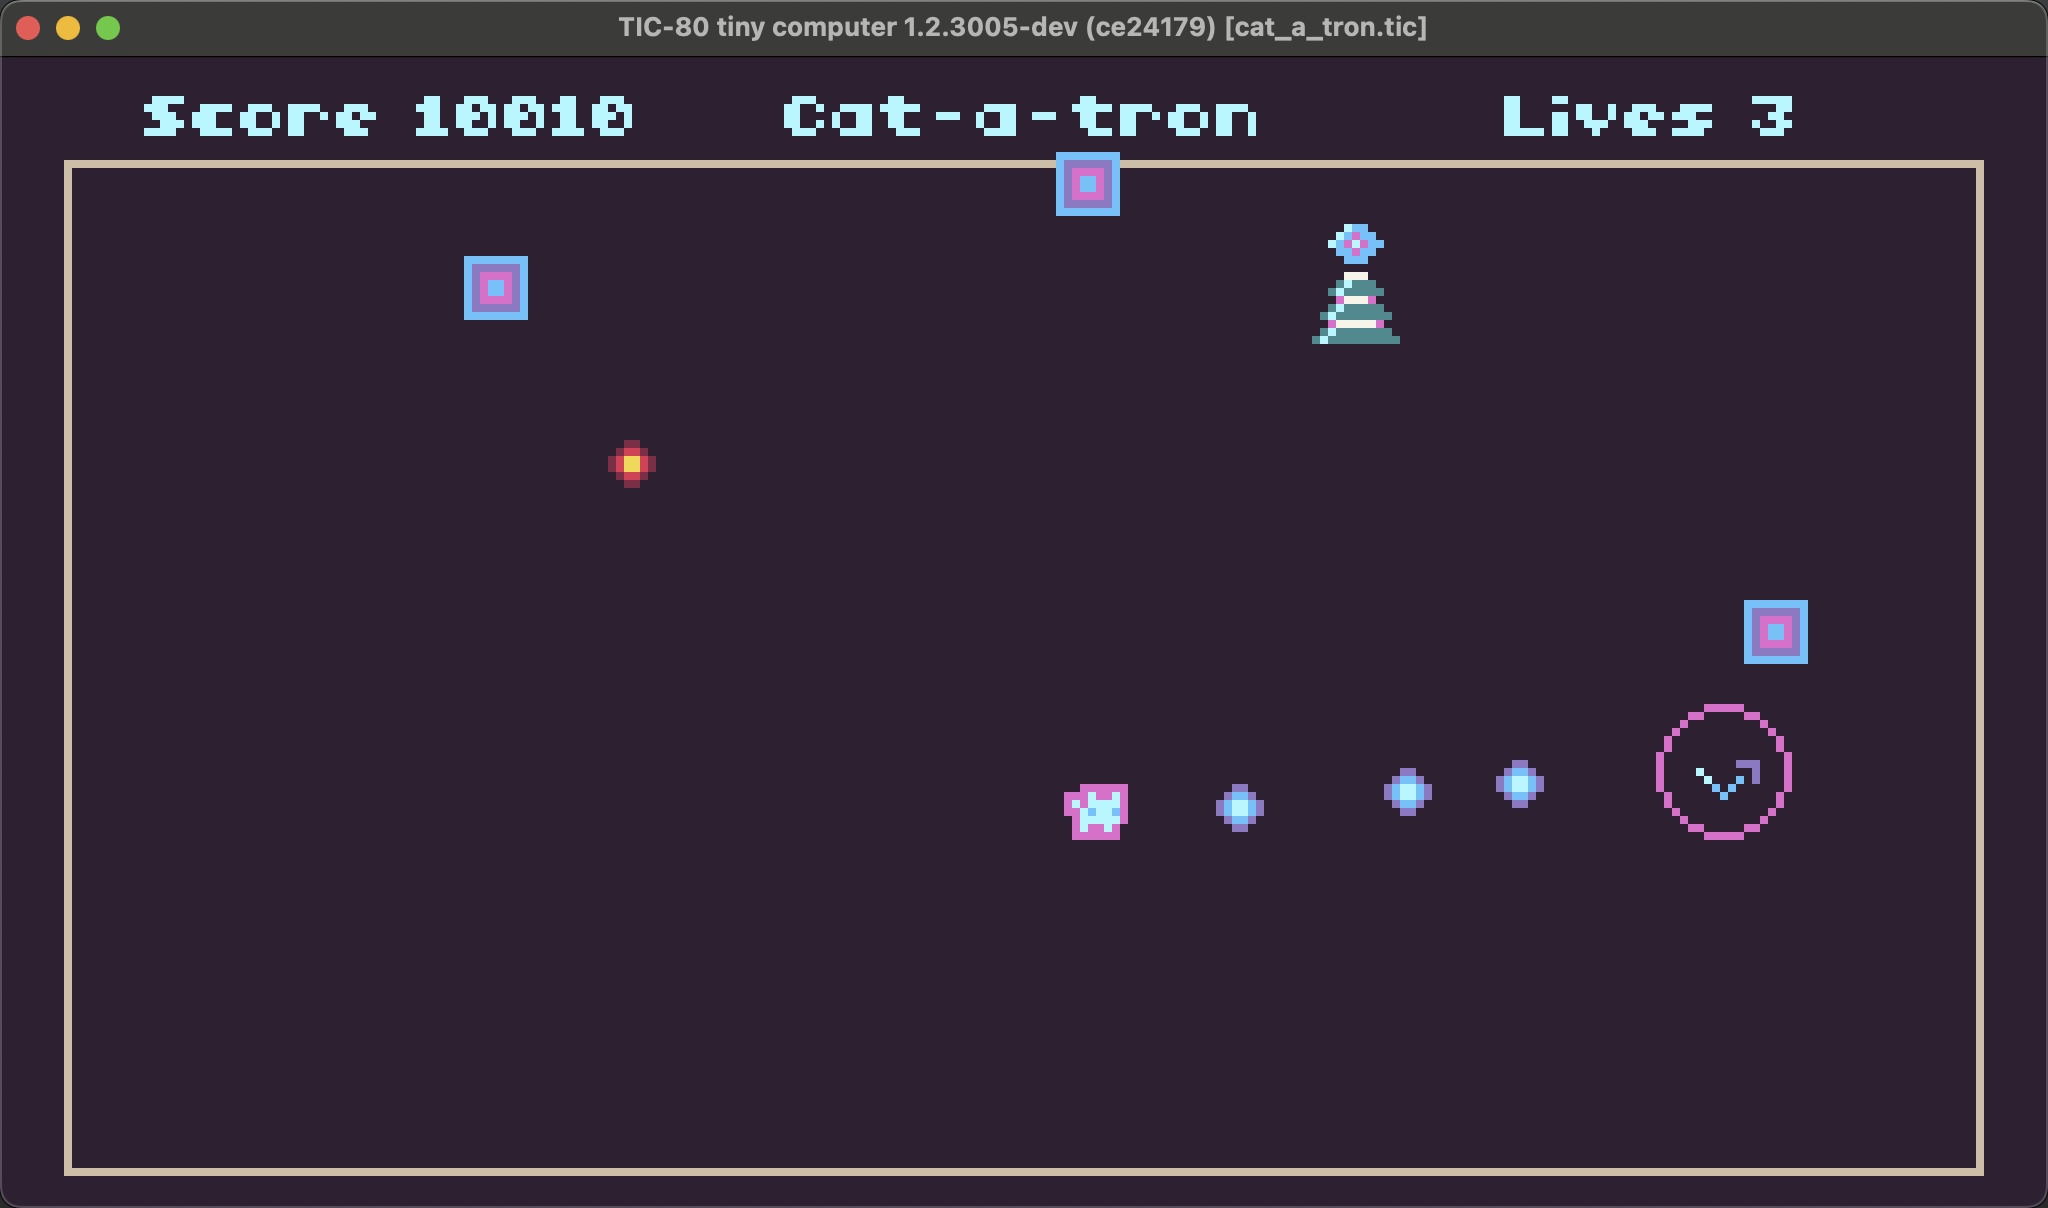 TIC-80 tiny computer 1.2.3005-dev (ce24179) [cat_a_tron.tic]
Score 10010 Cat-a-tron Lives 3